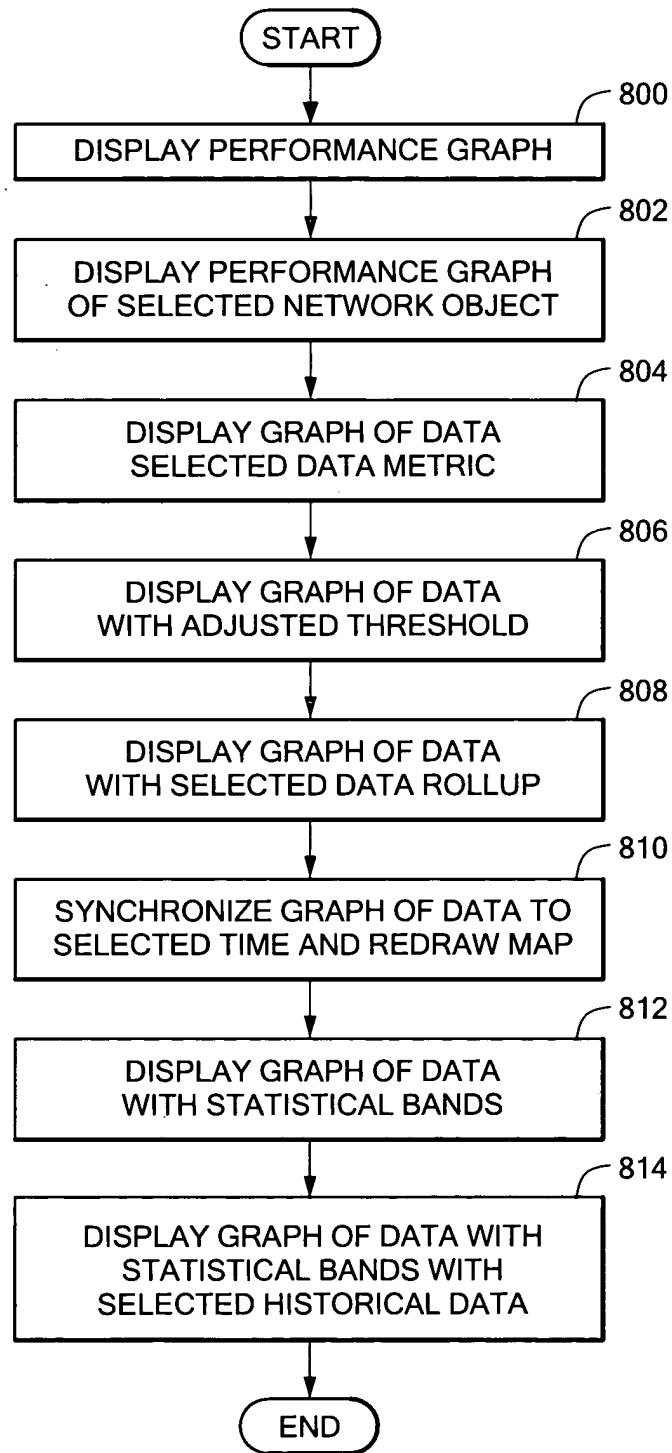 START
800
DISPLAY PERFORMANCE GRAPH
802
DISPLAY PERFORMANCE GRAPH
OF SELECTED NETWORK OBJECT
804
DISPLAY GRAPH OF DATA
SELECTED DATA METRIC
806
DISPLAY GRAPH OF DATA
WITH ADJUSTED THRESHOLD
808
DISPLAY GRAPH OF DATA
WITH SELECTED DATA ROLLUP
810
SYNCHRONIZE GRAPH OF DATA TO
SELECTED TIME AND REDRAW MAP
812
DISPLAY GRAPH OF DATA
WITH STATISTICAL BANDS
814
DISPLAY GRAPH OF DATA WITH
STATISTICAL BANDS WITH
SELECTED HISTORICAL DATA
END